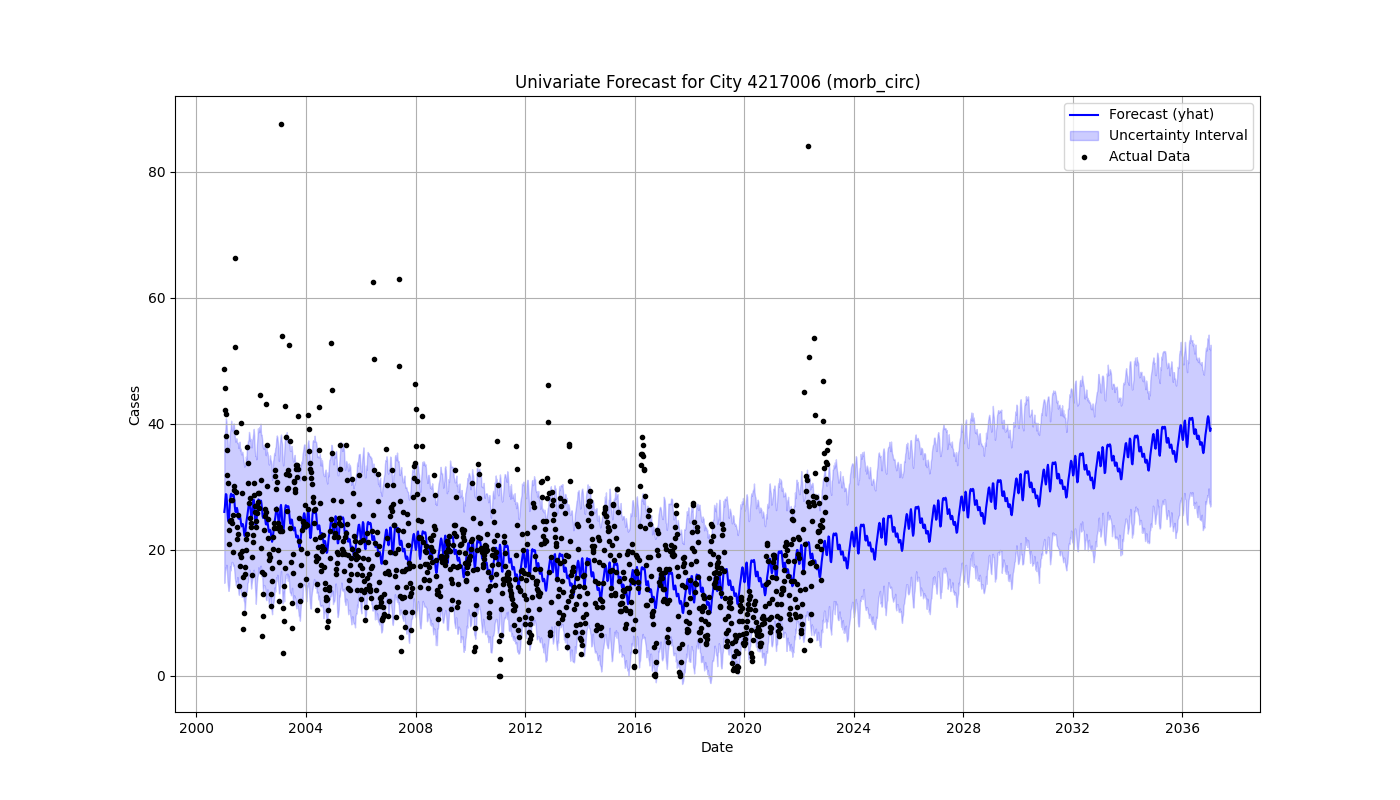 Univariate Forecast for City 4217006 (morb_circ)
Forecast (yhat)
Uncertainty Interval
Actual Data
Cases
80
60
40
20
0
2000 2004 2008 2012 2016 2020 2024 2028 2032 2036
Date